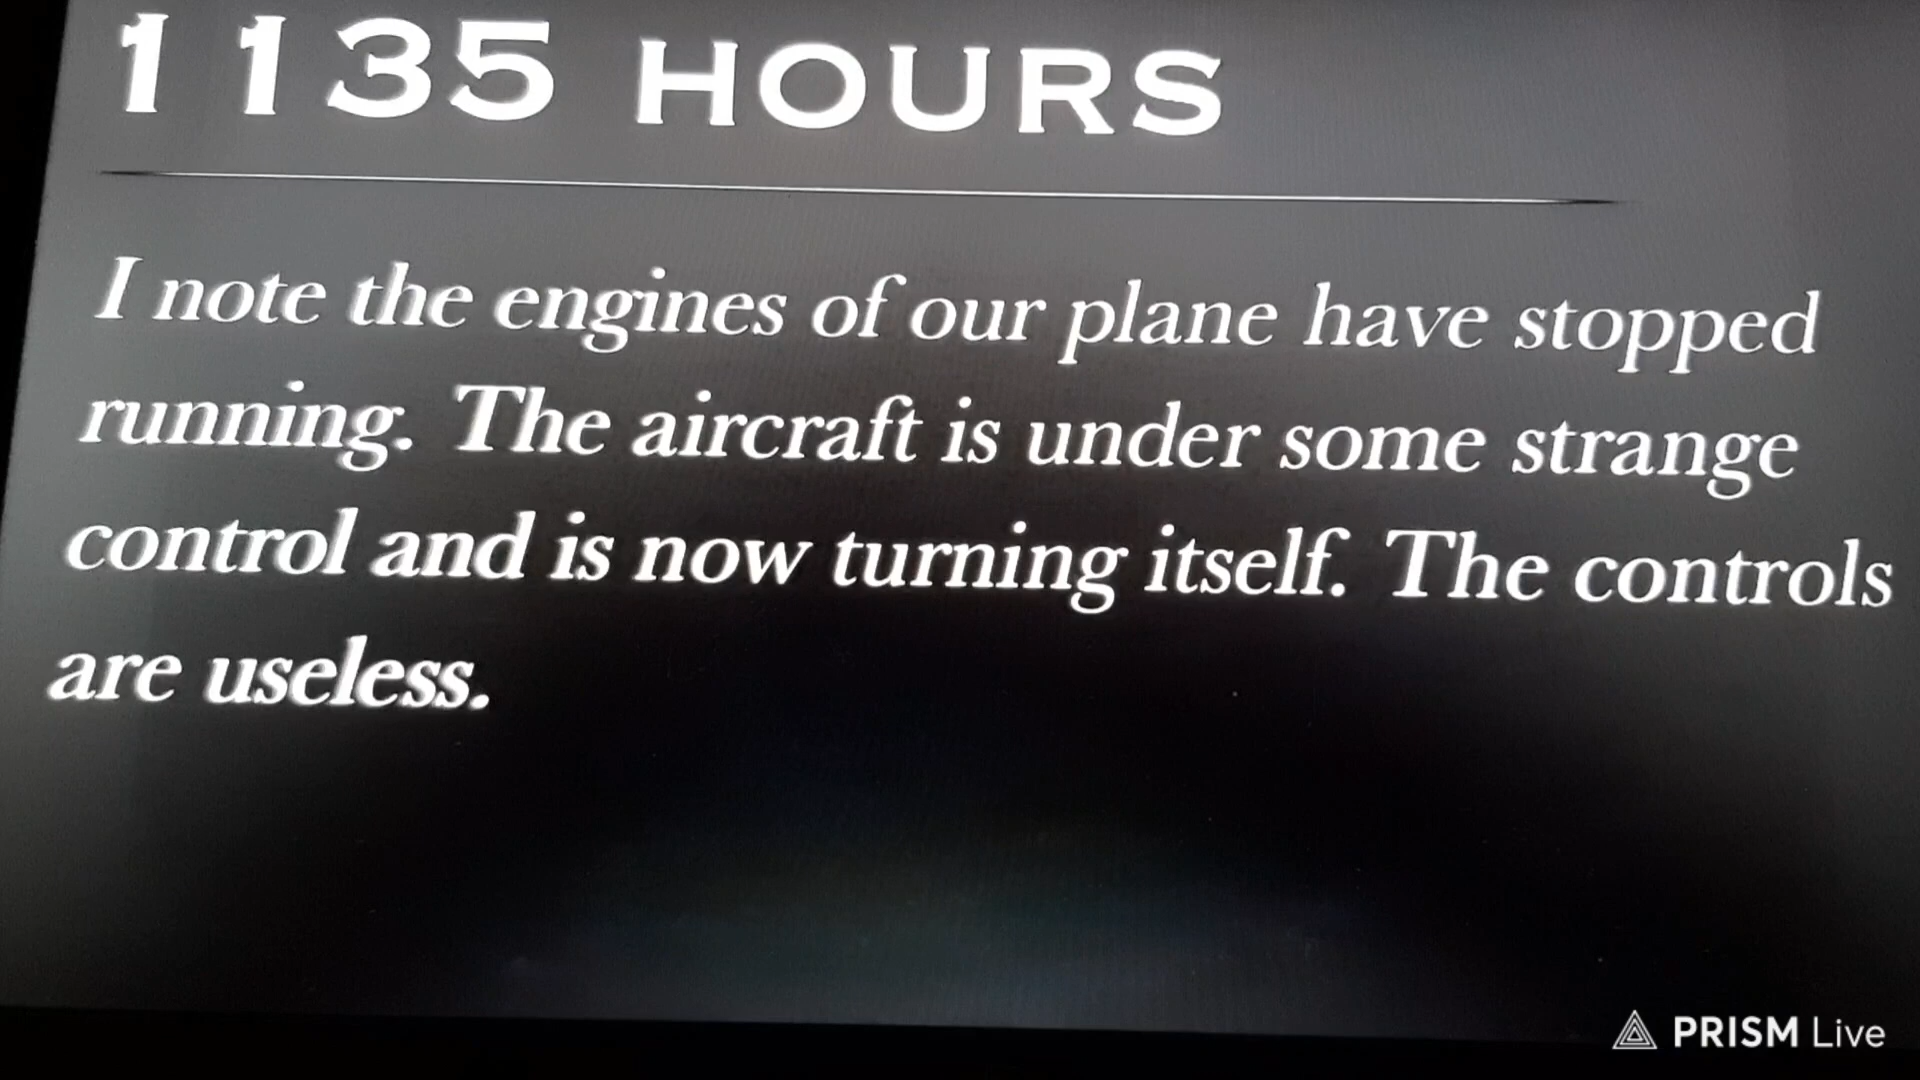 1135 HOURS
I note the engines of our plane have stopped
running. The aircraft is under some strange
control and is now turning itself. The controls
are useless.
PRISM Live